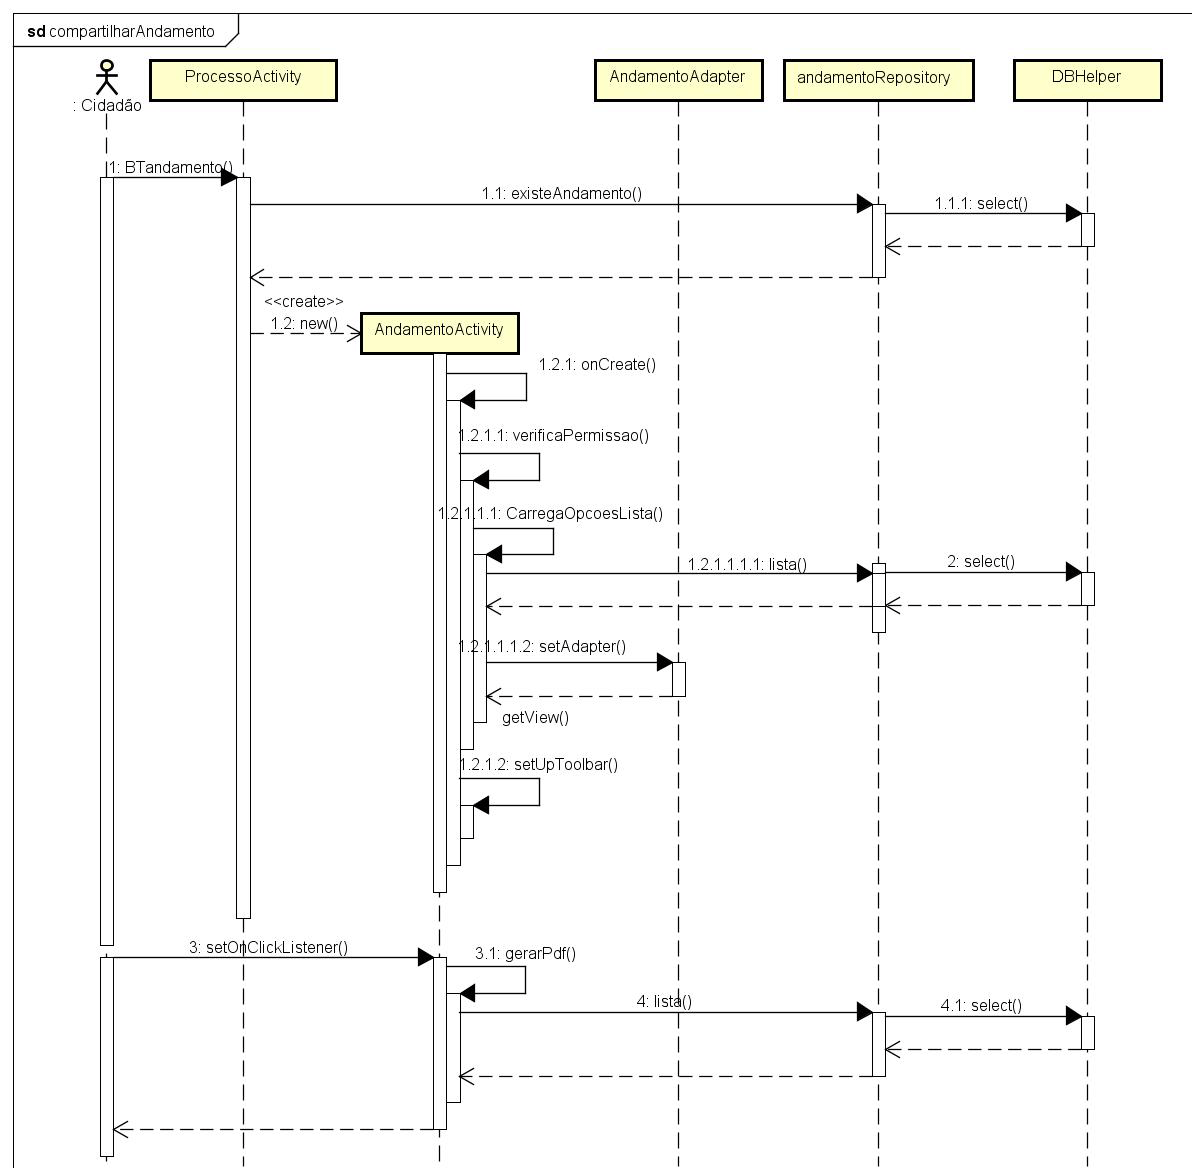 sd compartilharAndamento
: Cidadão
ProcessoActivity
AndamentoAdapter
andamentoRepository
DBHelper
1: BTandamento()
1.1: existeAndamento()
1.1.1: select()
<<create>>
1.2: new()
AndamentoActivity
1.2.1: onCreate()
1.2.1.1: verificaPermissao()
1.2.1.1.1: CarregaOpcoesLista()
1.2.1.1.1.1: lista()
2: select()
1.2.1.1.1.2: setAdapter()
getView()
1.2.1.2: setUpToolbar()
3: setOnClickListener()
3.1: gerarPdf()
4: lista()
4.1: select()